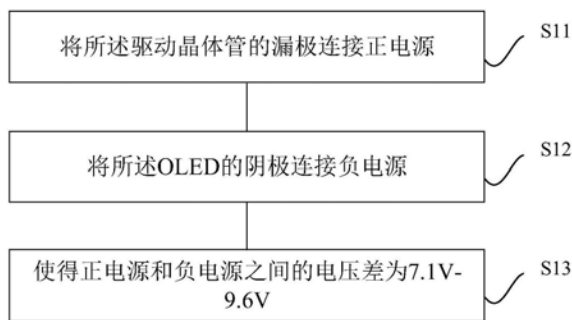 将所述驱动晶体管的漏极连接正电源
S11
将所述OLED的阴极连接负电源
S12
使得正电源和负电源之间的电压差为7.1V-
9.6V
S13